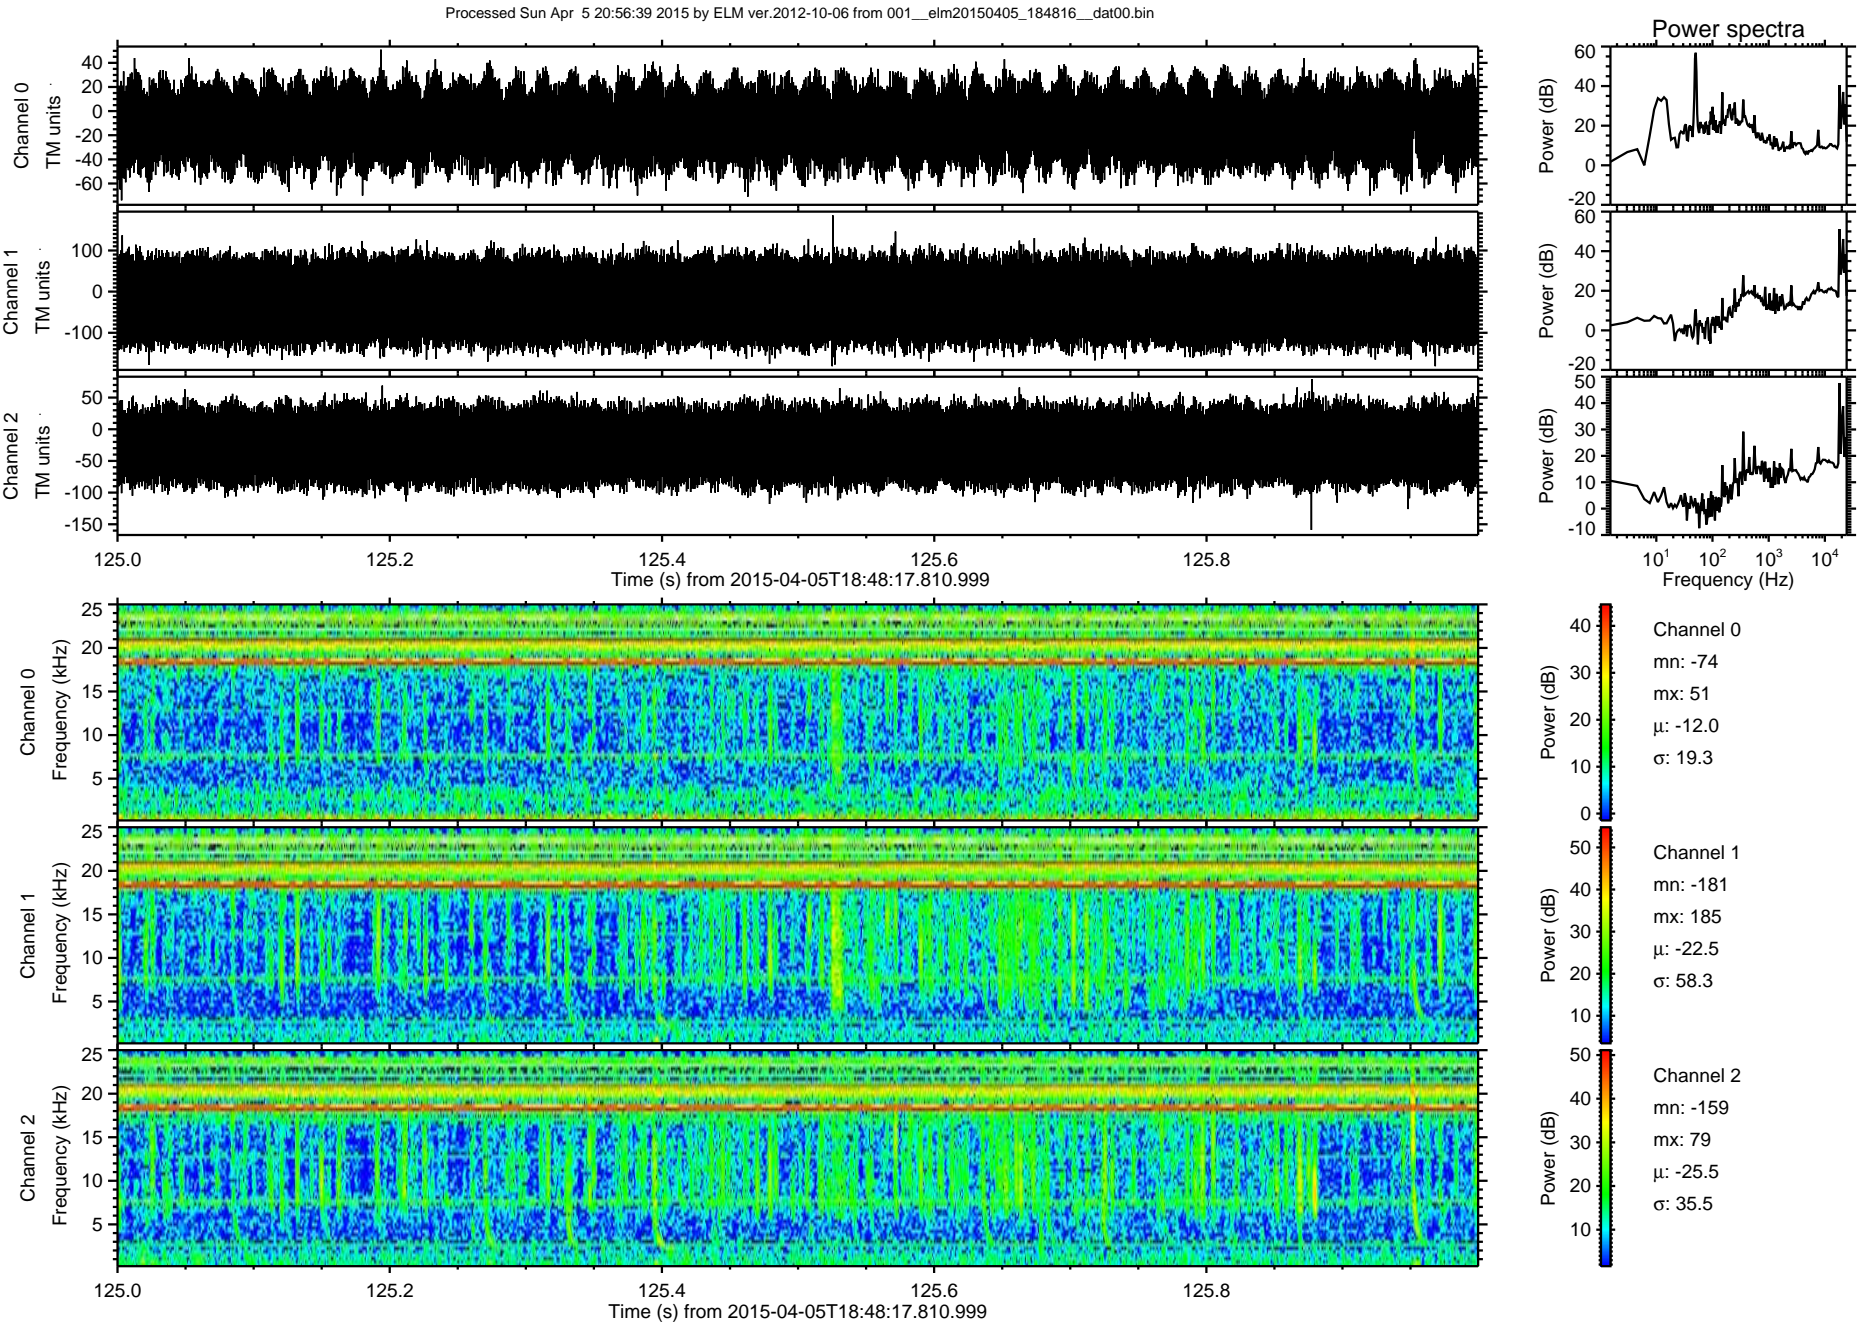 Processed Sun Apr  5 20:56:39 2015 by ELM ver.2012-10-06 from 001__elm20150405_184816__dat00.bin
Power spectra
Channel 0
TM units
40
20
0
-20
-40
-60
Power (dB)
60
40
20
0
-20
Channel 1
TM units
100
0
-100
Power (dB)
60
40
20
0
-20
Channel 2
TM units
50
0
-50
-100
-150
Power (dB)
50
40
30
20
10
0
-10
125.0 125.2 125.4 125.6 125.8
Time (s) from 2015-04-05T18:48:17.810.999
10¹ 10² 10³ 10⁴
Frequency (Hz)
Channel 0
Frequency (kHz)
25
20
15
10
5
Power (dB)
40
30
20
10
0
Channel 0
mn: -74
mx: 51
μ: -12.0
σ: 19.3
Channel 1
Frequency (kHz)
25
20
15
10
5
Power (dB)
50
40
30
20
10
Channel 1
mn: -181
mx: 185
μ: -22.5
σ: 58.3
Channel 2
Frequency (kHz)
25
20
15
10
5
Power (dB)
50
40
30
20
10
Channel 2
mn: -159
mx: 79
μ: -25.5
σ: 35.5
125.0 125.2 125.4 125.6 125.8
Time (s) from 2015-04-05T18:48:17.810.999